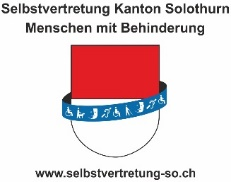 Selbstvertretung Kanton Solothurn
Menschen mit Behinderung
www.selbstvertretung-so.ch